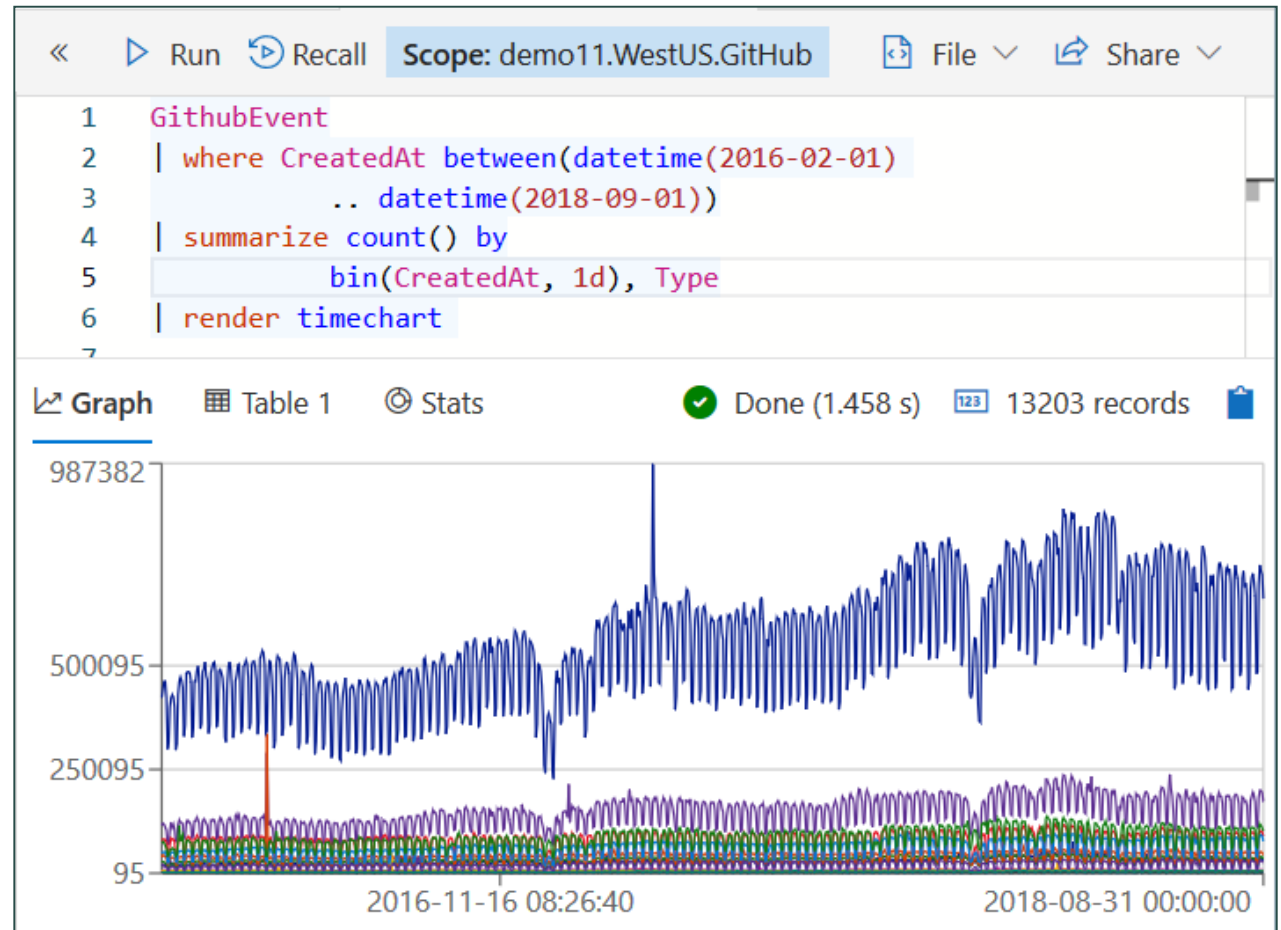 « Run Recall Scope: demo11.WestUS.GitHub File Share
1 GithubEvent
2 | where CreatedAt between(datetime(2016-02-01)
3 .. datetime(2018-09-01))
4 | summarize count() by
5 bin(CreatedAt, 1d), Type
6 | render timechart
7
Graph Table 1 Stats Done (1.458 s) 123 13203 records
987382
500095
250095
95
2016-11-16 08:26:40 2018-08-31 00:00:00